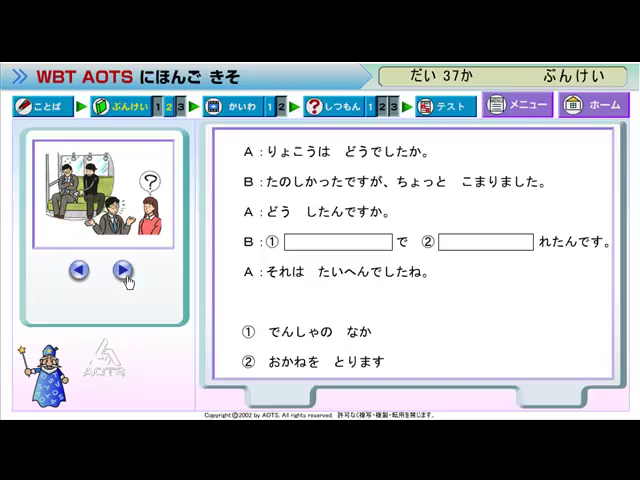 WBT AOTS にほんご きそ
だい 37か ぶんけい
ことば ぶんけい 1 2 3 かいわ 1 2 しつもん 1 2 3 テスト メニュー ホーム
?
A：りょこうは どうでしたか。
B：たのしかったですが、ちょっと こまりました。
A：どう したんですか。
B：① で ② れたんです。
A：それは たいへんでしたね。
① でんしゃの なか
② おかねを とります
AOTS
Copyright©2002 by AOTS. All rights reserved. 許可なく複写・複製・転用を禁じます。